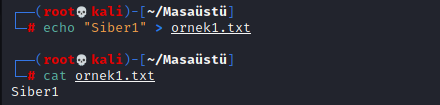 ┌──(root💀kali)-[~/Masaüstü]
└─# echo "Siber1" > ornek1.txt
┌──(root💀kali)-[~/Masaüstü]
└─# cat ornek1.txt
Siber1